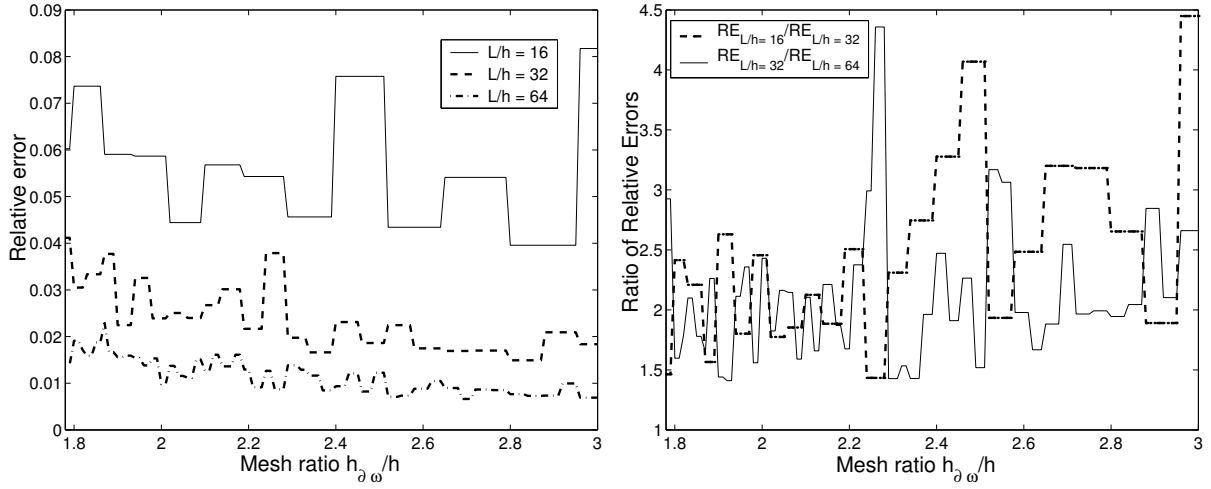 0.09
0.08
0.07
0.06
0.05
0.04
0.03
0.02
0.01
0
Relative error
L/h = 16
L/h = 32
L/h = 64
1.8 2 2.2 2.4 2.6 2.8 3
Mesh ratio h∂ω/h
4.5
4
3.5
3
2.5
2
1.5
1
Ratio of Relative Errors
RE L/h= 16/RE L/h = 32
RE L/h= 32/RE L/h = 64
1.8 2 2.2 2.4 2.6 2.8 3
Mesh ratio h∂ω/h